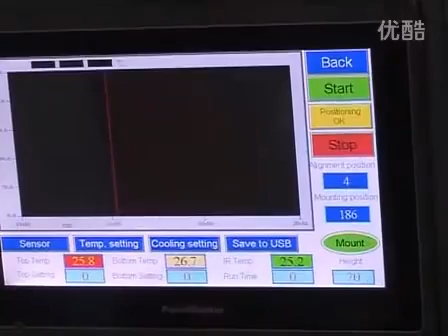 优酷
Back
Start
Positioning
OK
Stop
Alignment position
4
Mounting position
186
Sensor Temp. setting Cooling setting Save to USB Mount
Top Temp 25.8 Bottom Temp 26.7 IR Temp 25.2 Height
Top Setting 0 Bottom Setting 0 Run Time 0 70